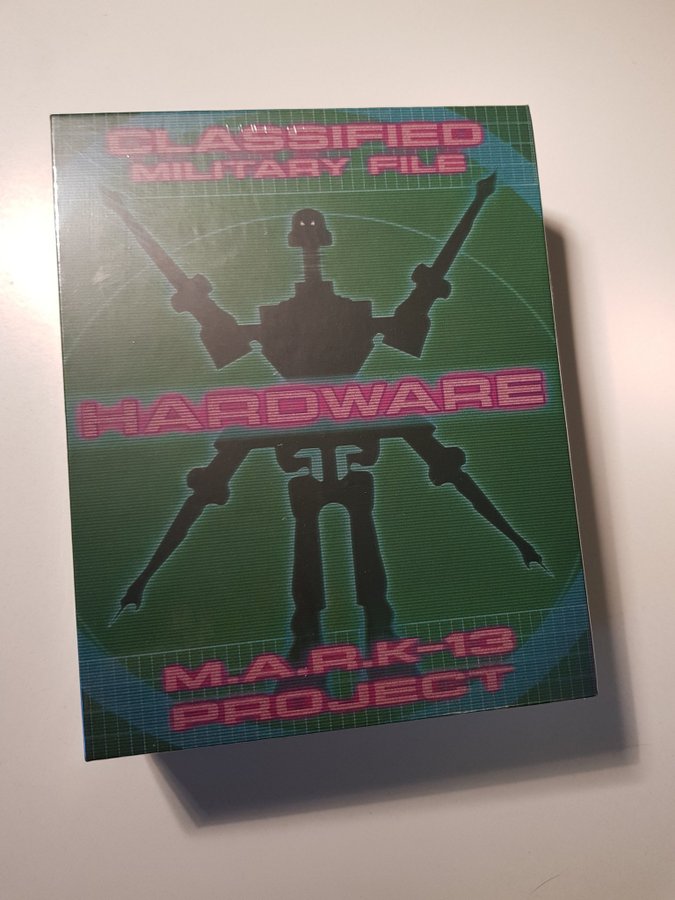 CLASSIFIED
MILITARY FILE
HARDWARE
M.A.R.K-13
PROJECT